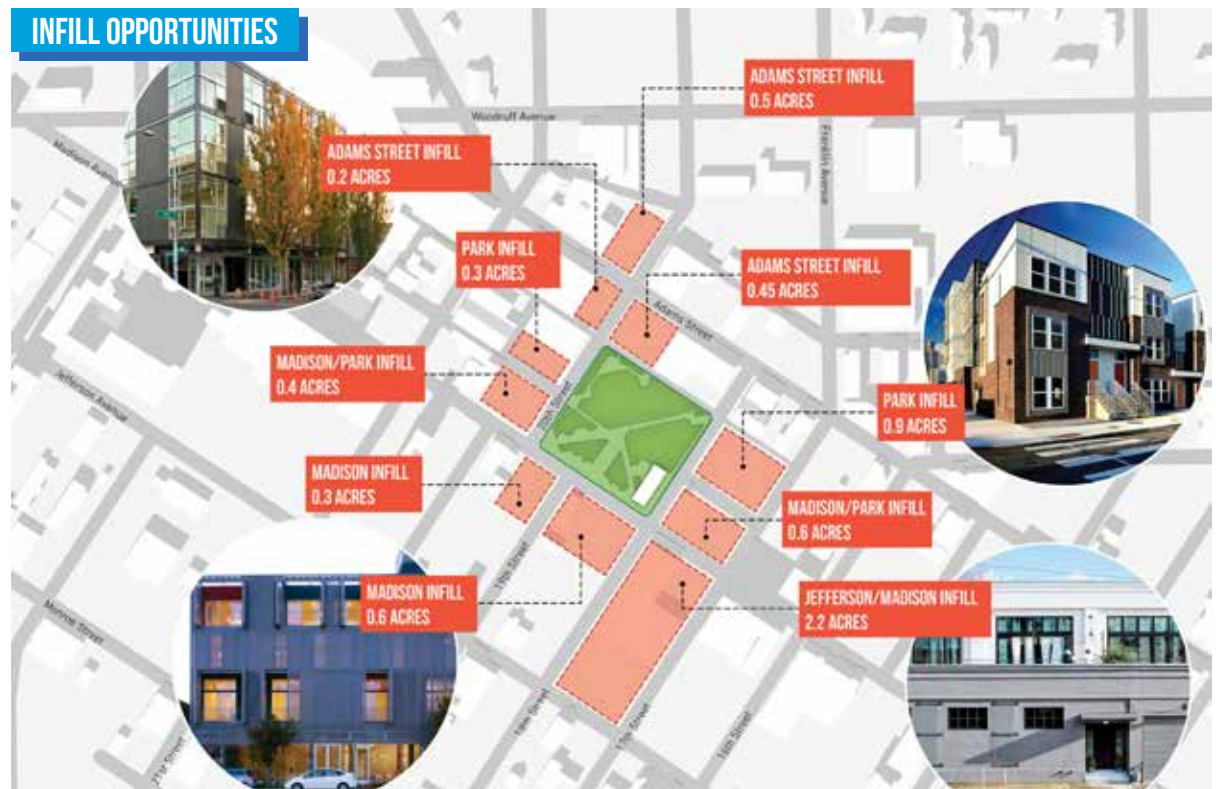 INFILL OPPORTUNITIES
ADAMS STREET INFILL
0.5 ACRES
Woodruff Avenue
Madison Avenue
Franklin Avenue
ADAMS STREET INFILL
0.2 ACRES
PARK INFILL
0.3 ACRES
ADAMS STREET INFILL
0.45 ACRES
Adams Street
MADISON/PARK INFILL
0.4 ACRES
Jefferson Avenue
PARK INFILL
0.9 ACRES
MADISON INFILL
0.3 ACRES
MADISON/PARK INFILL
0.6 ACRES
19th Street
MADISON INFILL
0.6 ACRES
JEFFERSON/MADISON INFILL
2.2 ACRES
Monroe Street
18th Street
17th Street
16th Street
21st Street